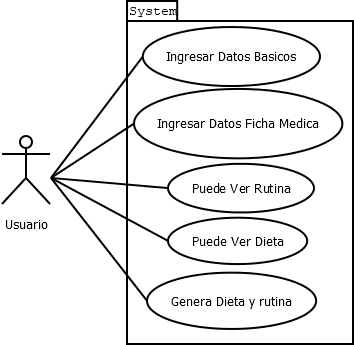 System
Ingresar Datos Basicos
Ingresar Datos Ficha Medica
Puede Ver Rutina
Usuario
Puede Ver Dieta
Genera Dieta y rutina